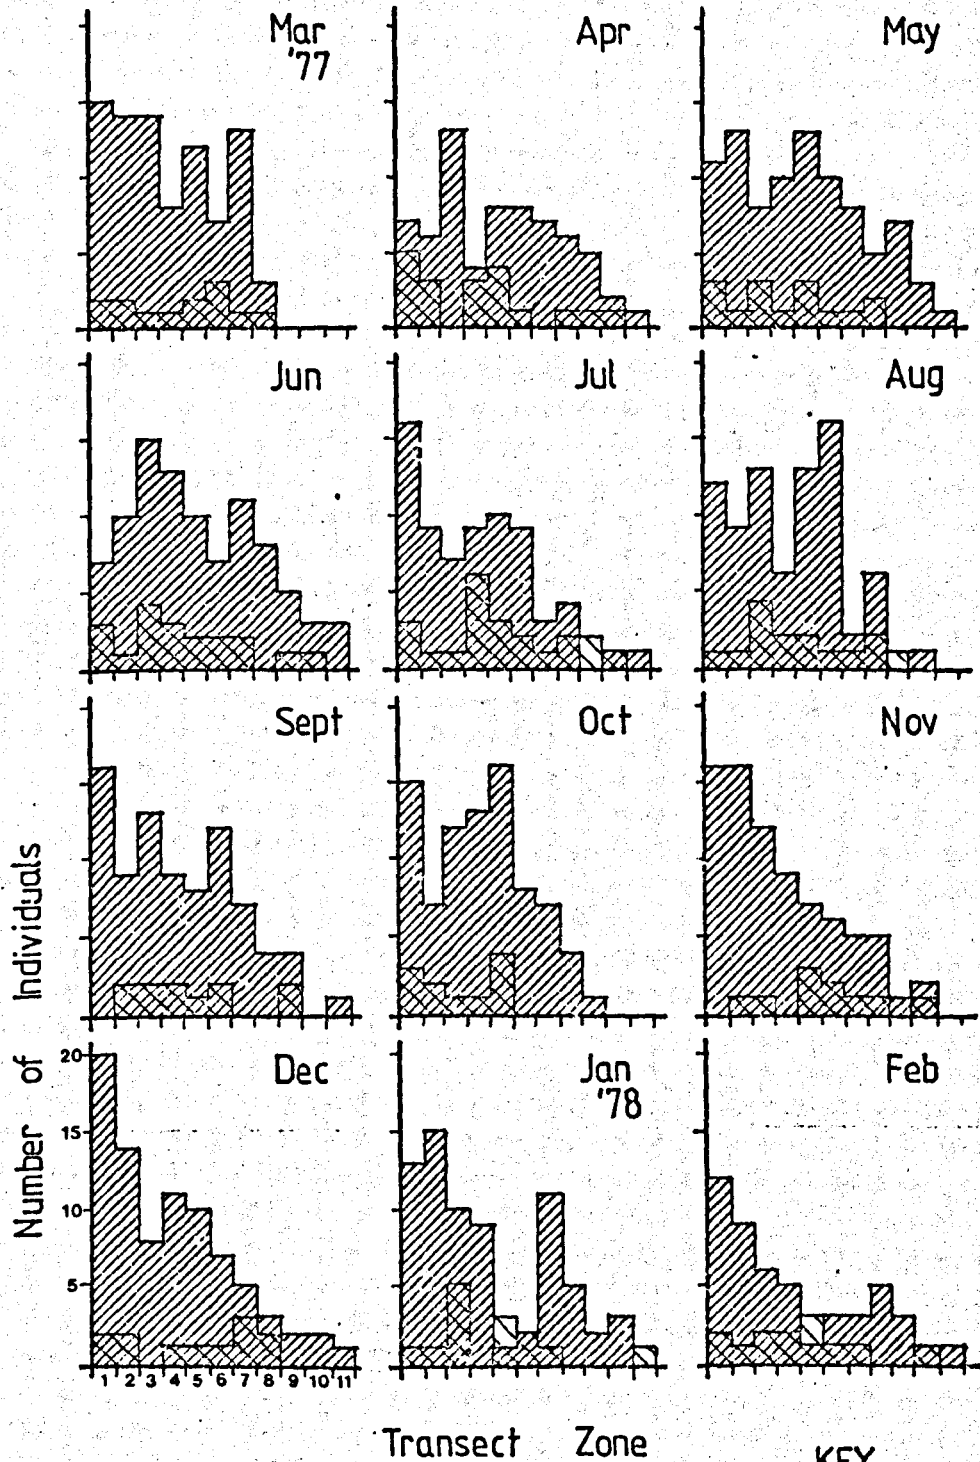 Mar
'77
Apr
May
Jun
Jul
Aug
Sept
Oct
Nov
Dec
Jan
'78
Feb
Number of Individuals
20
15
10
5
1 2 3 4 5 6 7 8 9 10 11
Transect Zone
KEY